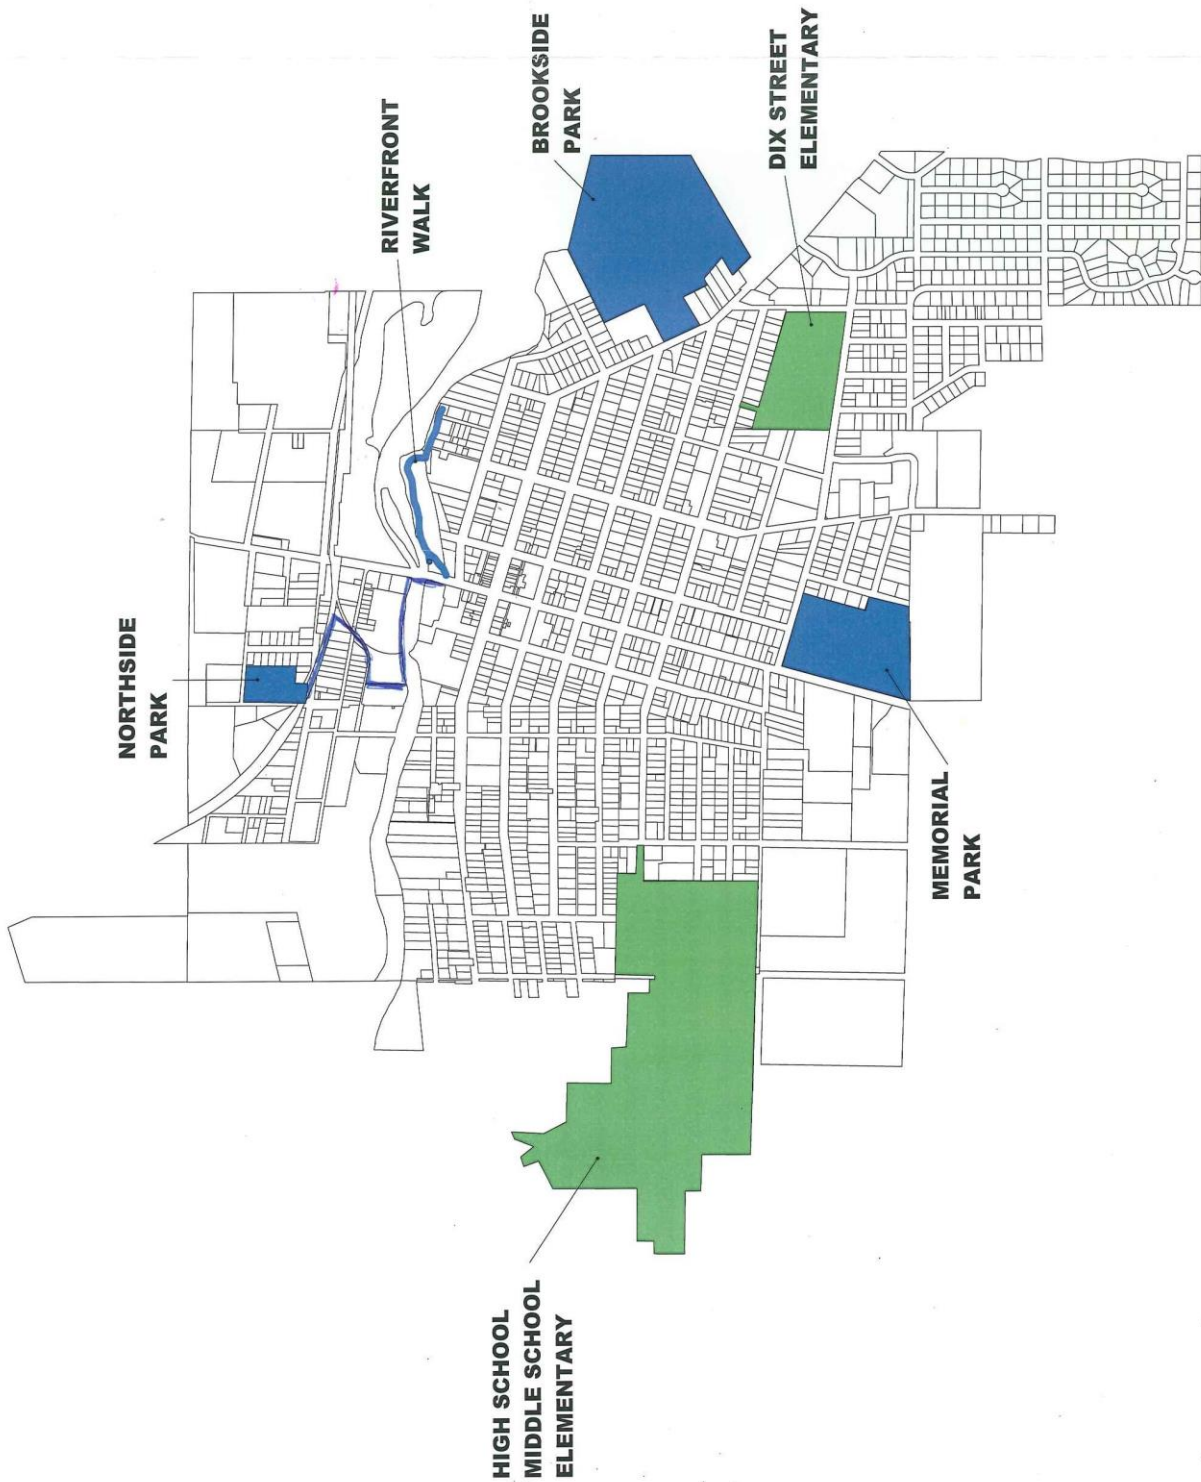 NORTHSIDE
PARK
RIVERFRONT
WALK
BROOKSIDE
PARK
DIX STREET
ELEMENTARY
HIGH SCHOOL
MIDDLE SCHOOL
ELEMENTARY
MEMORIAL
PARK